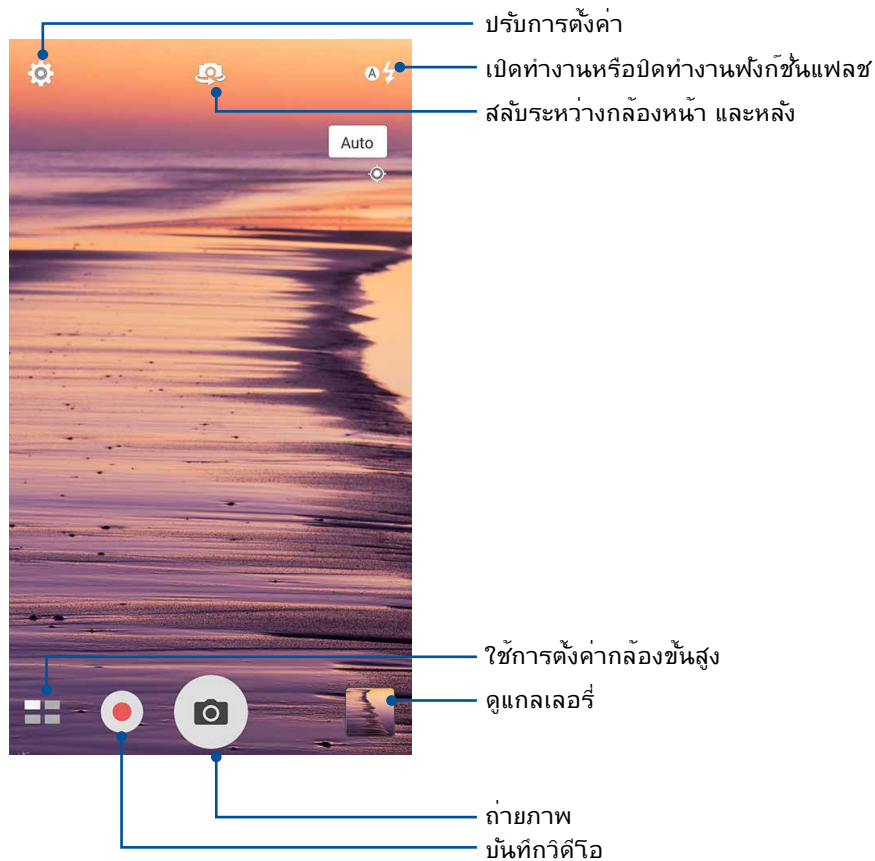 ปรับการตั้งค่า
เปิดทำงานหรือปิดทำงานฟังก์ชั่นแฟลช
A
สลับระหว่างกล้องหน้า และหลัง
Auto
ใช้การตั้งค่ากล้องขั้นสูง
ดูแกลเลอรี่
ถ่ายภาพ
บันทึกวิดีโอ